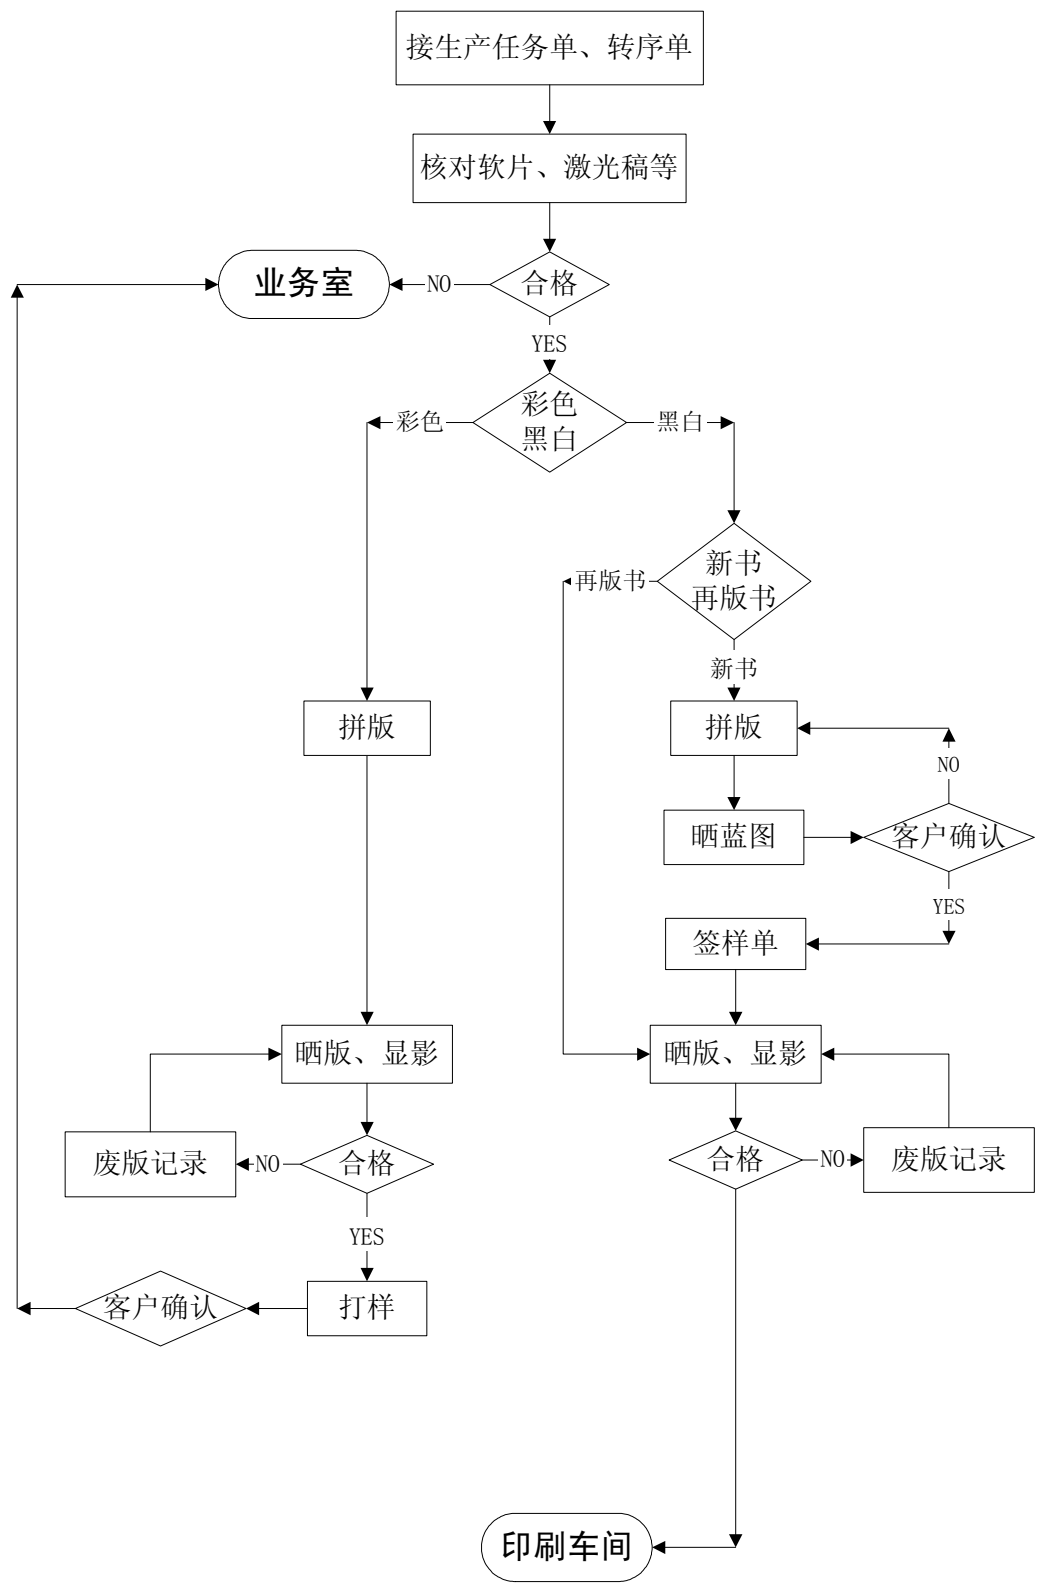 接生产任务单、转序单
核对软片、激光稿等
业务室
NO
合格
YES
彩色
彩色
黑白
黑白
新书
再版书
再版书
新书
拼版
拼版
NO
晒蓝图
客户确认
YES
签样单
晒版、显影
晒版、显影
废版记录
NO
合格
合格
NO
废版记录
YES
客户确认
打样
印刷车间